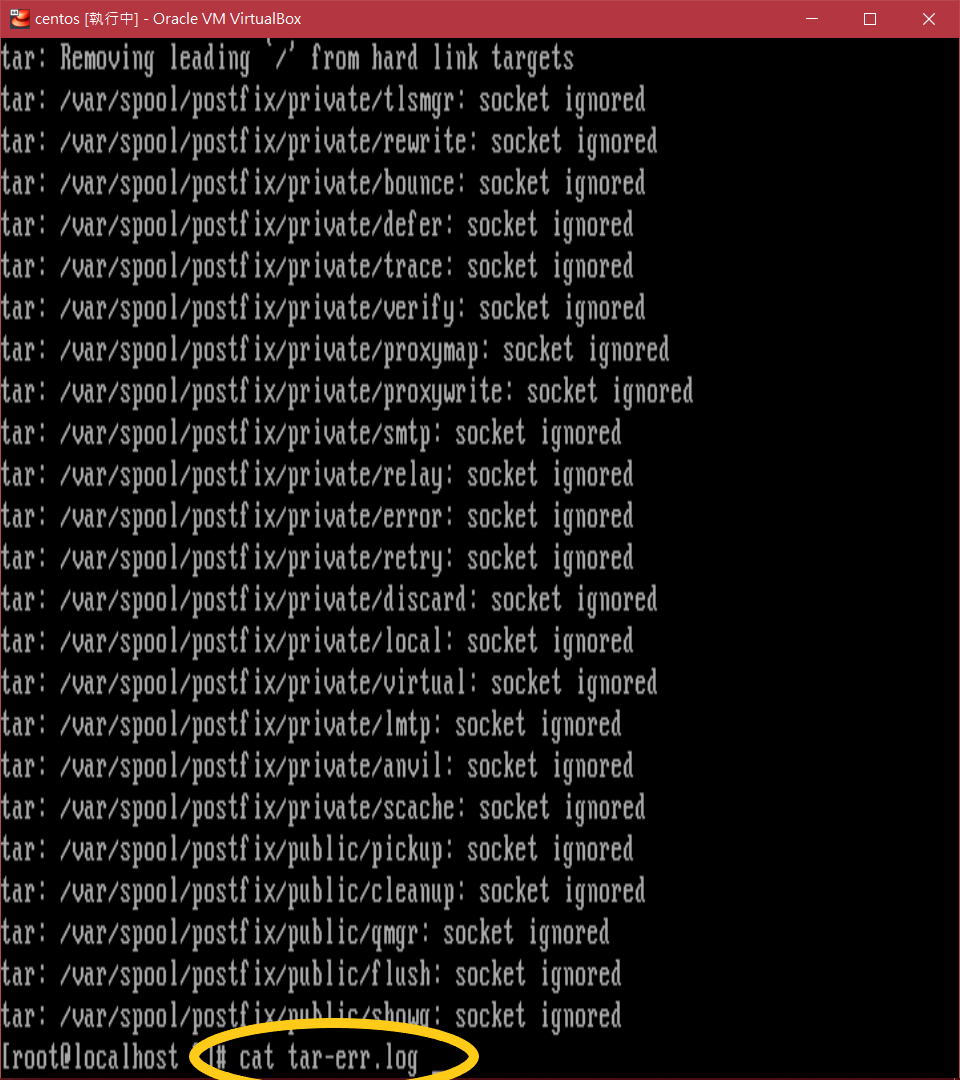 centos [執行中] - Oracle VM VirtualBox
tar: Removing leading `/' from hard link targets
tar: /var/spool/postfix/private/tlsmgr: socket ignored
tar: /var/spool/postfix/private/rewrite: socket ignored
tar: /var/spool/postfix/private/bounce: socket ignored
tar: /var/spool/postfix/private/defer: socket ignored
tar: /var/spool/postfix/private/trace: socket ignored
tar: /var/spool/postfix/private/verify: socket ignored
tar: /var/spool/postfix/private/proxymap: socket ignored
tar: /var/spool/postfix/private/proxywrite: socket ignored
tar: /var/spool/postfix/private/smtp: socket ignored
tar: /var/spool/postfix/private/relay: socket ignored
tar: /var/spool/postfix/private/error: socket ignored
tar: /var/spool/postfix/private/retry: socket ignored
tar: /var/spool/postfix/private/discard: socket ignored
tar: /var/spool/postfix/private/local: socket ignored
tar: /var/spool/postfix/private/virtual: socket ignored
tar: /var/spool/postfix/private/lmtp: socket ignored
tar: /var/spool/postfix/private/anvil: socket ignored
tar: /var/spool/postfix/private/scache: socket ignored
tar: /var/spool/postfix/public/pickup: socket ignored
tar: /var/spool/postfix/public/cleanup: socket ignored
tar: /var/spool/postfix/public/qmgr: socket ignored
tar: /var/spool/postfix/public/flush: socket ignored
tar: /var/spool/postfix/public/showq: socket ignored
[root@localhost ]# cat tar-err.log _